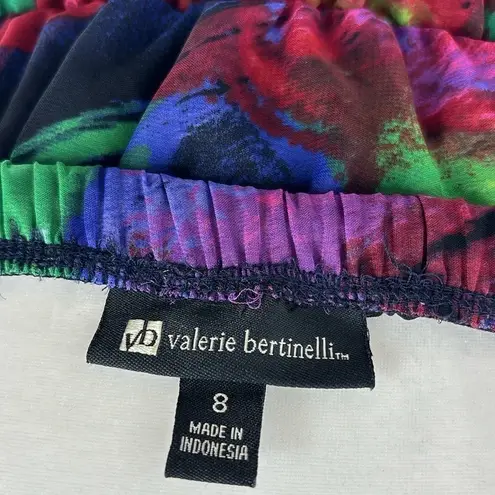 vb valerie bertinelli™
8
MADE IN
INDONESIA